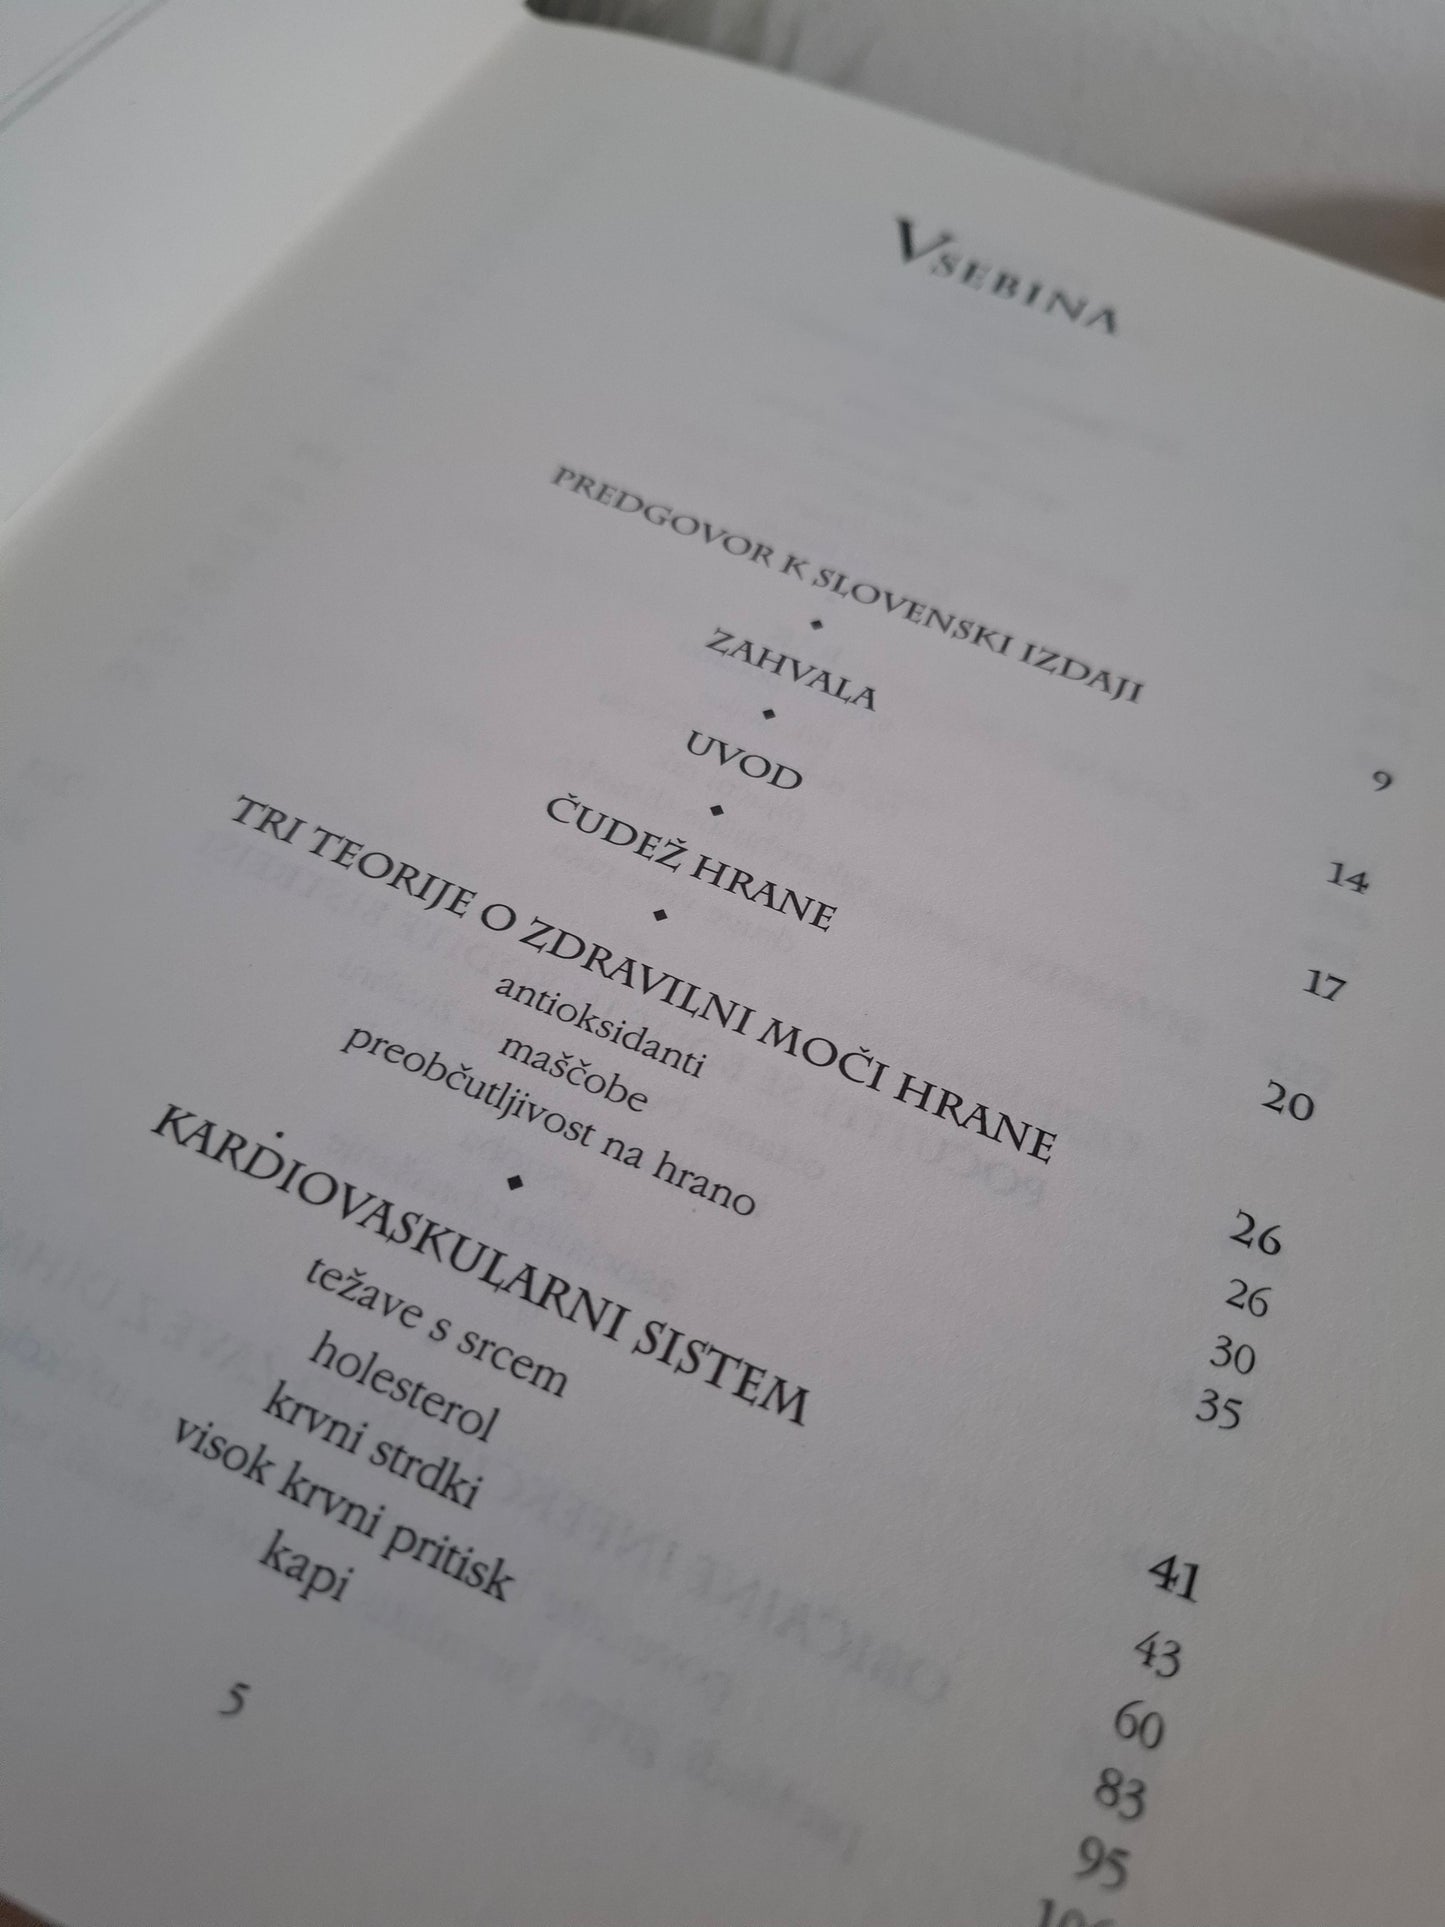 VSEBINA
PREDGOVOR K SLOVENSKI IZDAJI 9
ZAHVALA 14
UVOD 17
ČUDEŽ HRANE 20
TRI TEORIJE O ZDRAVILNI MOČI HRANE 26
antioksidanti 26
maščobe 30
preobčutljivost na hrano 35
KARDIOVASKULARNI SISTEM 41
težave s srcem 43
holesterol 60
krvni strdki 83
visok krvni pritisk 95
kapi
5